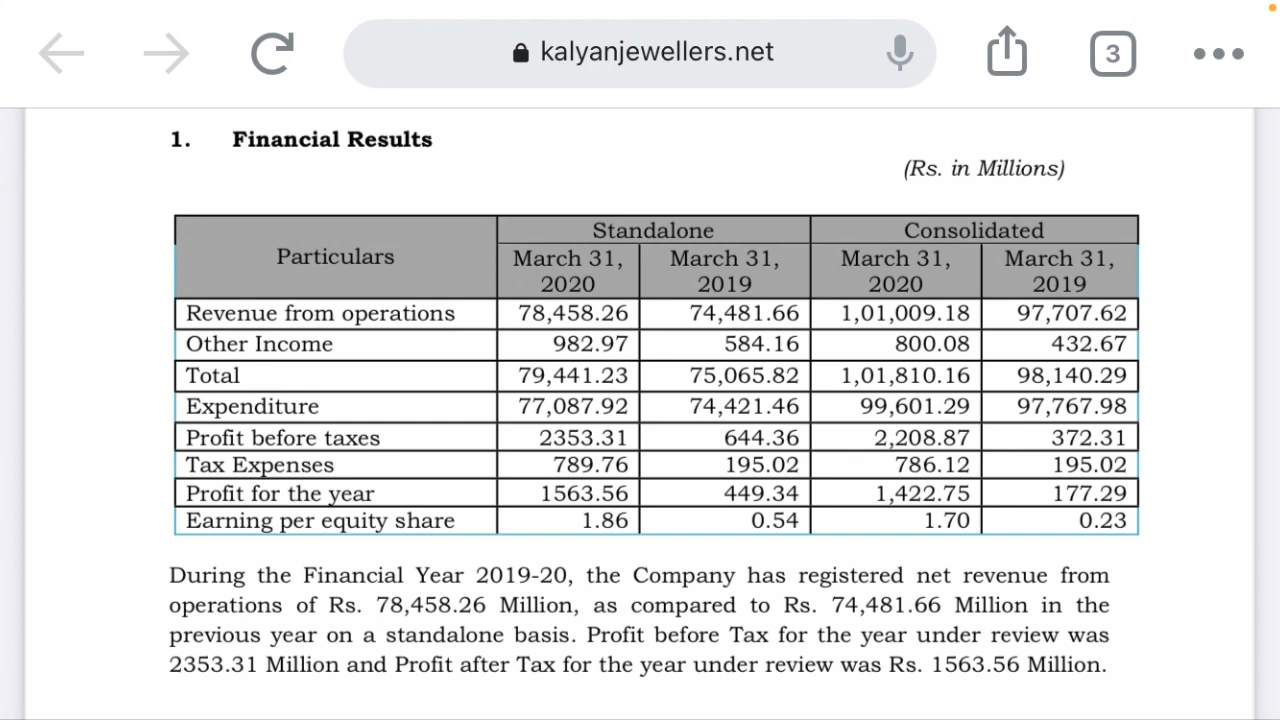 kalyanjewellers.net
3
1. Financial Results
(Rs. in Millions)
Particulars Standalone Consolidated
March 31, 2020 March 31, 2019 March 31, 2020 March 31, 2019
Revenue from operations 78,458.26 74,481.66 1,01,009.18 97,707.62
Other Income 982.97 584.16 800.08 432.67
Total 79,441.23 75,065.82 1,01,810.16 98,140.29
Expenditure 77,087.92 74,421.46 99,601.29 97,767.98
Profit before taxes 2353.31 644.36 2,208.87 372.31
Tax Expenses 789.76 195.02 786.12 195.02
Profit for the year 1563.56 449.34 1,422.75 177.29
Earning per equity share 1.86 0.54 1.70 0.23
During the Financial Year 2019-20, the Company has registered net revenue from
operations of Rs. 78,458.26 Million, as compared to Rs. 74,481.66 Million in the
previous year on a standalone basis. Profit before Tax for the year under review was
2353.31 Million and Profit after Tax for the year under review was Rs. 1563.56 Million.